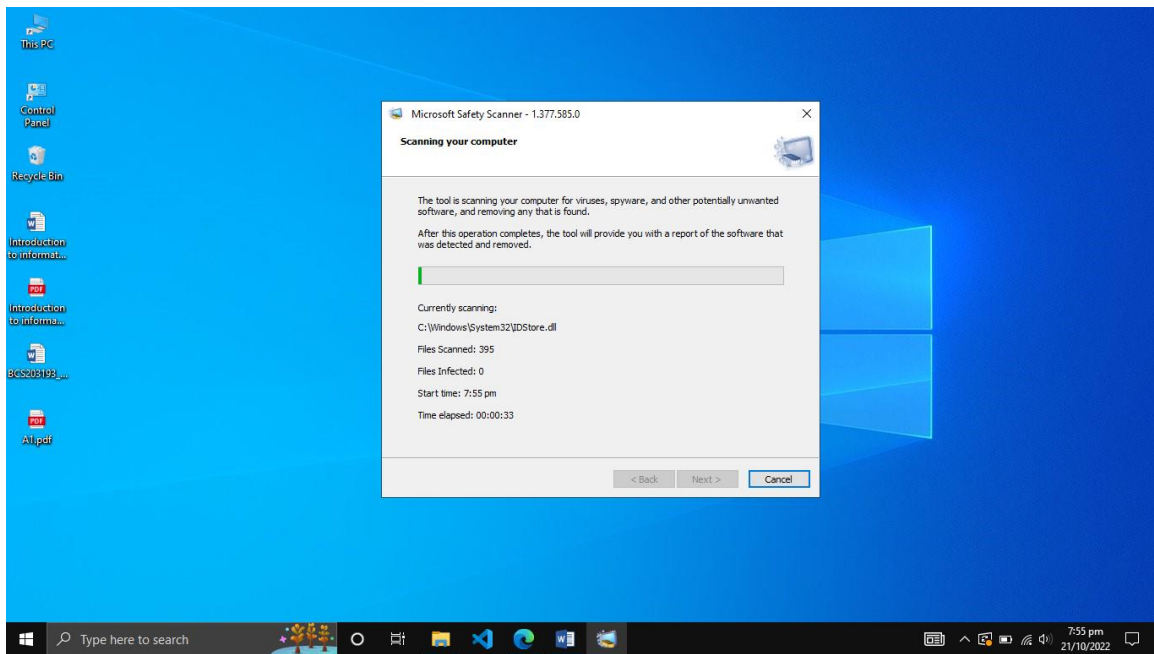 This PC
Control
Panel
Recycle Bin
Introduction
to informat...
PDF
Introduction
to informa...
BCS203193_...
PDF
A1.pdf
Microsoft Safety Scanner - 1.377.585.0
Scanning your computer
The tool is scanning your computer for viruses, spyware, and other potentially unwanted
software, and removing any that is found.
After this operation completes, the tool will provide you with a report of the software that
was detected and removed.
Currently scanning:
C:\Windows\System32\IDStore.dll
Files Scanned: 395
Files Infected: 0
Start time: 7:55 pm
Time elapsed: 00:00:33
< Back
Next >
Cancel
Type here to search
7:55 pm
21/10/2022